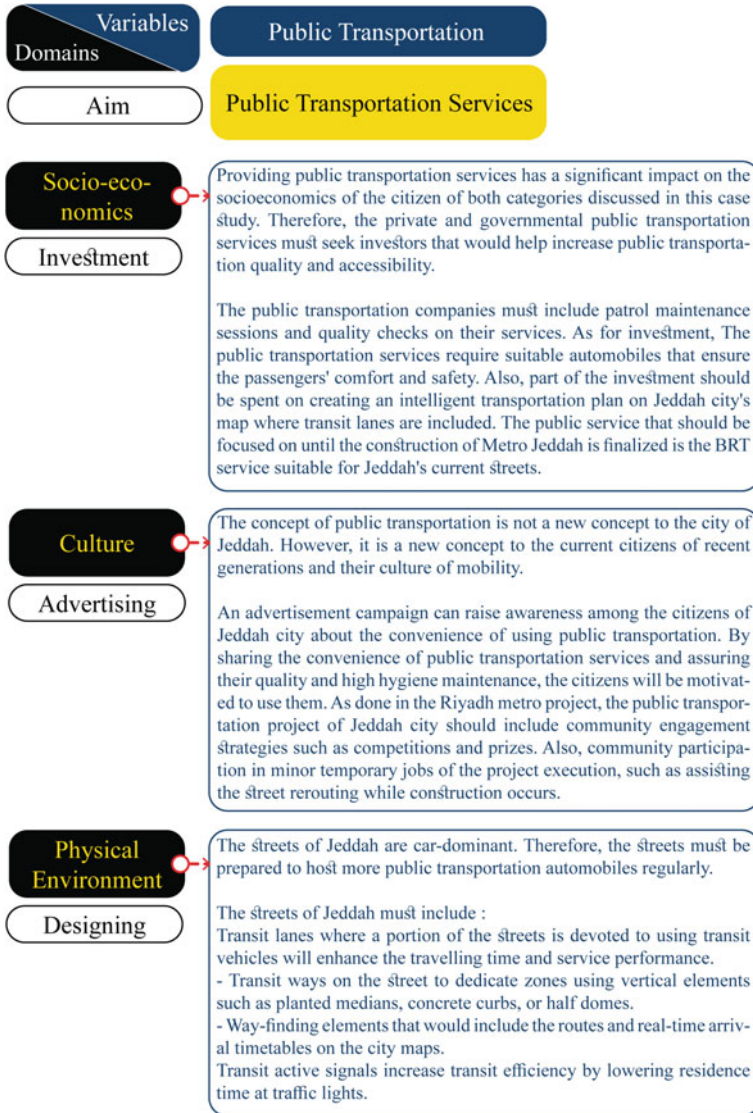 Variables
Domains
Public Transportation
Aim
Public Transportation Services
Socio-eco-
nomics
Investment
Providing public transportation services has a significant impact on the
socioeconomics of the citizen of both categories discussed in this case
study. Therefore, the private and governmental public transportation
services must seek investors that would help increase public transporta-
tion quality and accessibility.
The public transportation companies must include patrol maintenance
sessions and quality checks on their services. As for investment, The
public transportation services require suitable automobiles that ensure
the passengers' comfort and safety. Also, part of the investment should
be spent on creating an intelligent transportation plan on Jeddah city's
map where transit lanes are included. The public service that should be
focused on until the construction of Metro Jeddah is finalized is the BRT
service suitable for Jeddah's current streets.
Culture
Advertising
The concept of public transportation is not a new concept to the city of
Jeddah. However, it is a new concept to the current citizens of recent
generations and their culture of mobility.
An advertisement campaign can raise awareness among the citizens of
Jeddah city about the convenience of using public transportation. By
sharing the convenience of public transportation services and assuring
their quality and high hygiene maintenance, the citizens will be motivat-
ed to use them. As done in the Riyadh metro project, the public transpor-
tation project of Jeddah city should include community engagement
strategies such as competitions and prizes. Also, community participa-
tion in minor temporary jobs of the project execution, such as assisting
the street rerouting while construction occurs.
Physical
Environment
Designing
The streets of Jeddah are car-dominant. Therefore, the streets must be
prepared to host more public transportation automobiles regularly.
The streets of Jeddah must include :
Transit lanes where a portion of the streets is devoted to using transit
vehicles will enhance the travelling time and service performance.
- Transit ways on the street to dedicate zones using vertical elements
such as planted medians, concrete curbs, or half domes.
- Way-finding elements that would include the routes and real-time arriv-
al timetables on the city maps.
Transit active signals increase transit efficiency by lowering residence
time at traffic lights.